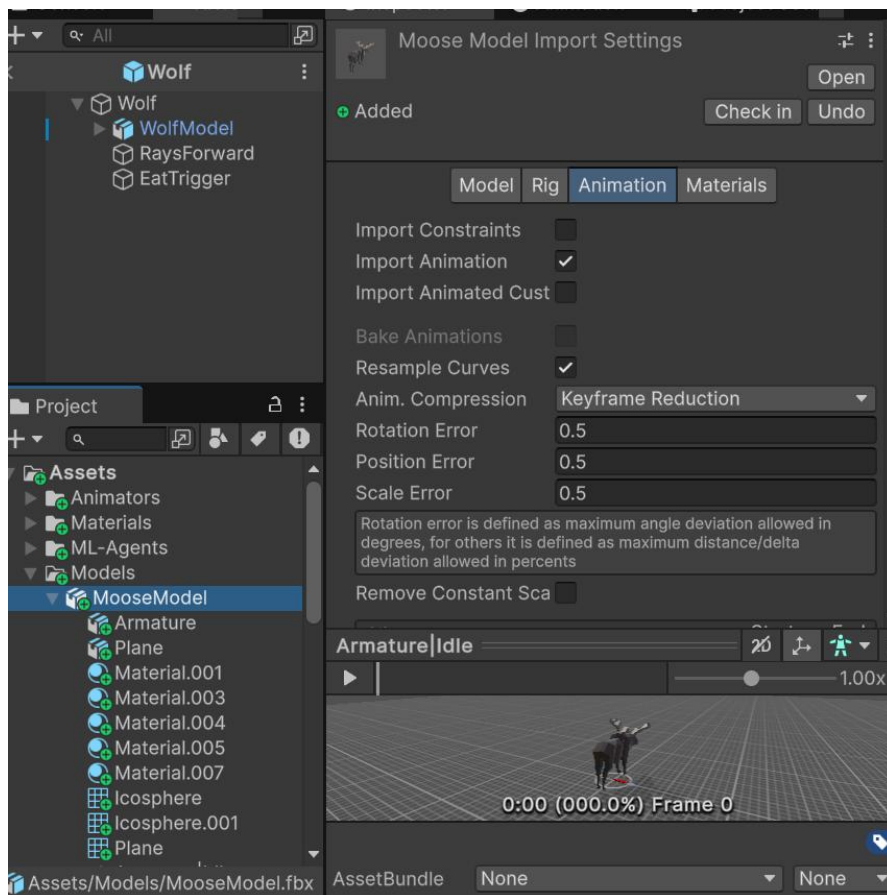 All
Wolf
Wolf
WolfModel
RaysForward
EatTrigger
Project
Assets
Animators
Materials
ML-Agents
Models
MooseModel
Armature
Plane
Material.001
Material.003
Material.004
Material.005
Material.007
Icosphere
Icosphere.001
Plane
Assets/Models/MooseModel.fbx
Moose Model Import Settings
Open
Added
Check in Undo
Model Rig Animation Materials
Import Constraints
Import Animation
Import Animated Cust
Bake Animations
Resample Curves
Anim. Compression Keyframe Reduction
Rotation Error 0.5
Position Error 0.5
Scale Error 0.5
Rotation error is defined as maximum angle deviation allowed in
degrees, for others it is defined as maximum distance/delta
deviation allowed in percents
Remove Constant Sca
Armature|Idle 2D
1.00x
0:00 (000.0%) Frame 0
AssetBundle None None